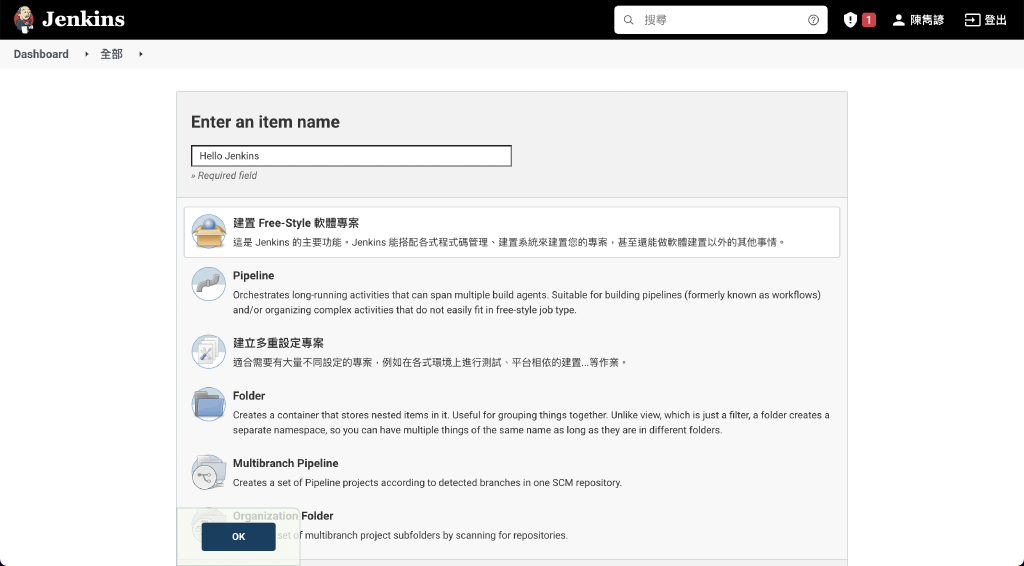 Jenkins
搜尋
1
陳雋諺
登出
Dashboard
全部
Enter an item name
Hello Jenkins
» Required field
建置 Free-Style 軟體專案
這是 Jenkins 的主要功能。Jenkins 能搭配各式程式碼管理、建置系統來建置您的專案，甚至還能做軟體建置以外的其他事情。
Pipeline
Orchestrates long-running activities that can span multiple build agents. Suitable for building pipelines (formerly known as workflows)
and/or organizing complex activities that do not easily fit in free-style job type.
建立多重設定專案
適合需要有大量不同設定的專案，例如在各式環境上進行測試、平台相依的建置...等作業。
Folder
Creates a container that stores nested items in it. Useful for grouping things together. Unlike view, which is just a filter, a folder creates a
separate namespace, so you can have multiple things of the same name as long as they are in different folders.
Multibranch Pipeline
Creates a set of Pipeline projects according to detected branches in one SCM repository.
Organization Folder
set of multibranch project subfolders by scanning for repositories.
OK